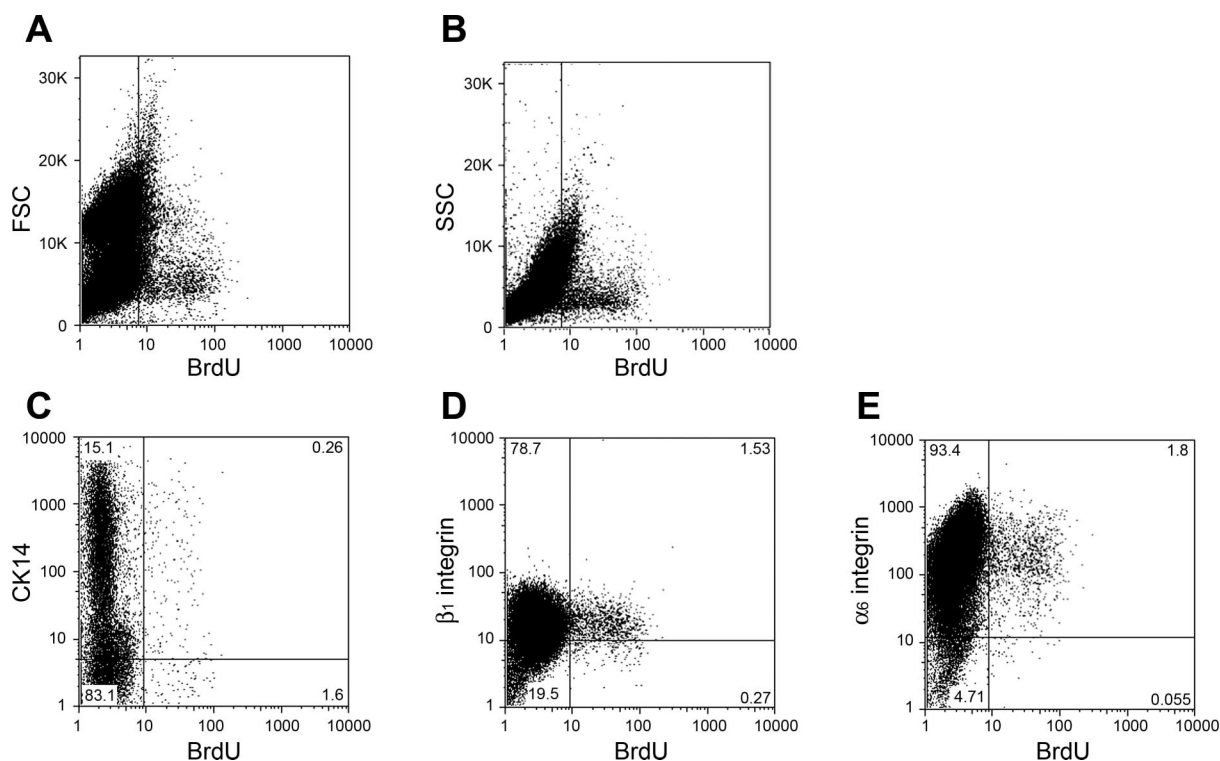 A
B
30K
20K
10K
0
FSC
1
10
100
1000
10000
BrdU
30K
20K
10K
0
SSC
1
10
100
1000
10000
BrdU
C
D
E
10000
1000
100
10
1
CK14
15.1
0.26
83.1
1.6
1
10
100
1000
10000
BrdU
10000
1000
100
10
1
β1 integrin
78.7
1.53
19.5
0.27
1
10
100
1000
10000
BrdU
10000
1000
100
10
1
α6 integrin
93.4
1.8
4.71
0.055
1
10
100
1000
10000
BrdU